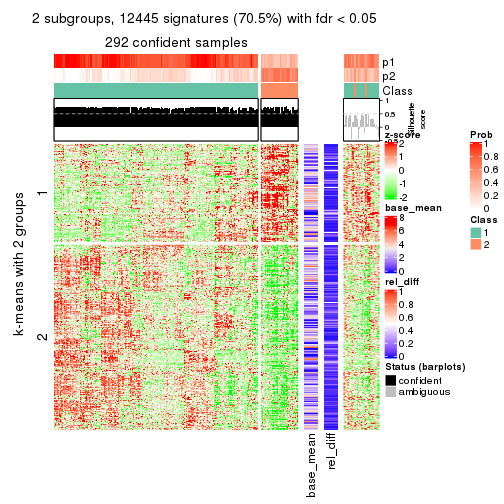 2 subgroups, 12445 signatures (70.5%) with fdr < 0.05
292 confident samples
p1
p2
Class
1
0.5
0
Silhouette
score
k-means with 2 groups
1
2
base_mean
rel_diff
z-score
2
1
0
-1
-2
base_mean
8
6
4
2
0
rel_diff
1
0.8
0.6
0.4
0.2
0
Status (barplots)
confident
ambiguous
Prob
1
0.8
0.6
0.4
0.2
0
Class
1
2